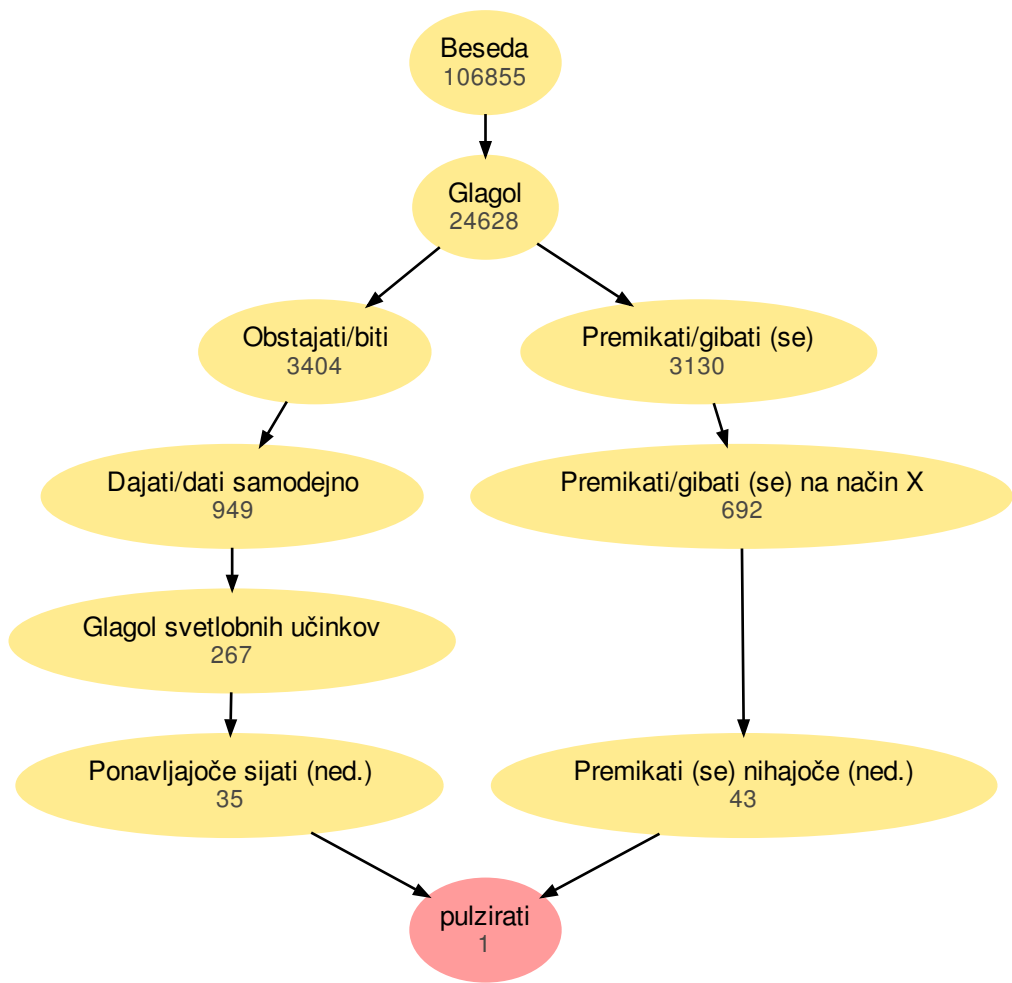 Beseda
106855
Glagol
24628
Obstajati/biti
3404
Premikati/gibati (se)
3130
Dajati/dati samodejno
949
Premikati/gibati (se) na način X
692
Glagol svetlobnih učinkov
267
Ponavljajoče sijati (ned.)
35
Premikati (se) nihajoče (ned.)
43
pulzirati
1